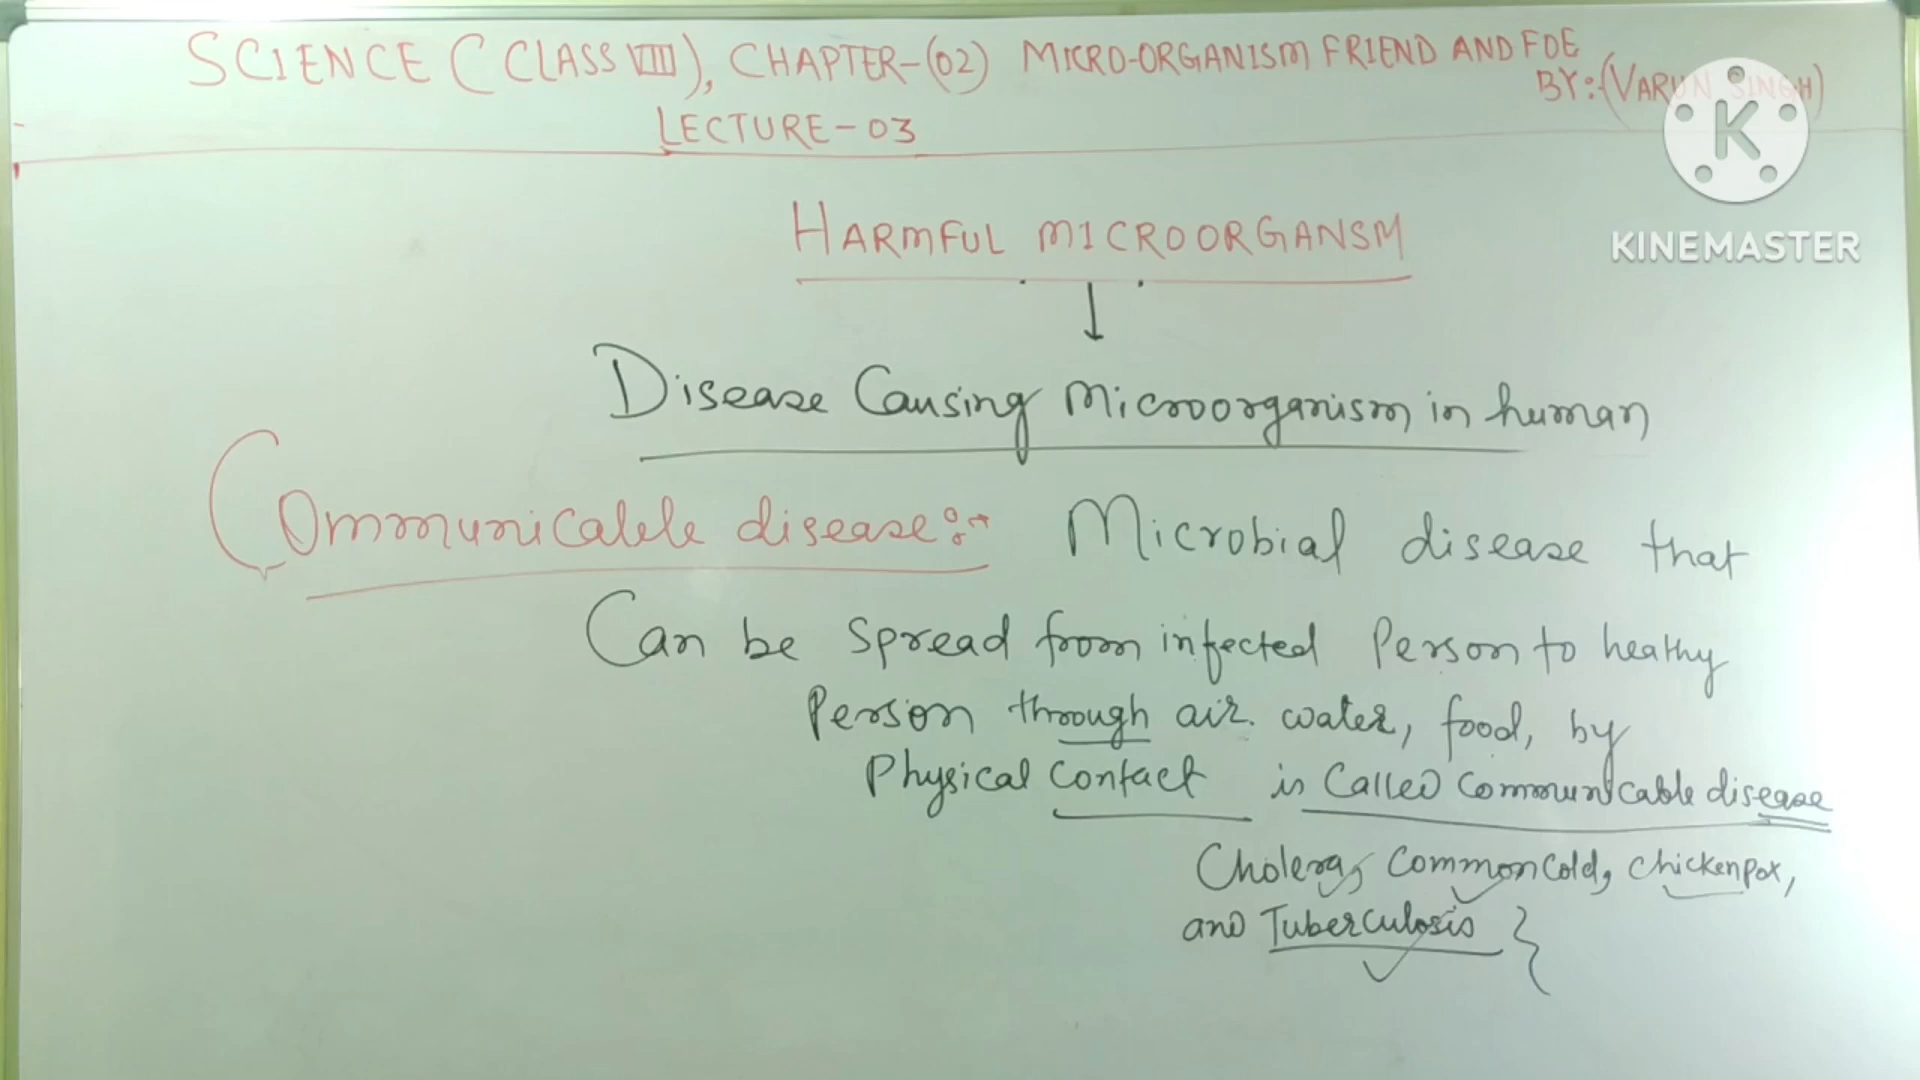 SCIENCE (CLASS VIII), CHAPTER-(02) MICRO-ORGANISM FRIEND AND FOE
BY:-(VARUN SINGH)
LECTURE-03
K
KINEMASTER
HARMFUL MICROORGANSM
↓
Disease Causing Microorganism in human
Communicable disease:→ Microbial disease that
Can be spread from infected Person to heathy
Person through air. water, food, by
Physical Contact is Called Communicable disease
Cholera, Common Cold, Chickenpox,
and Tuberculosis }